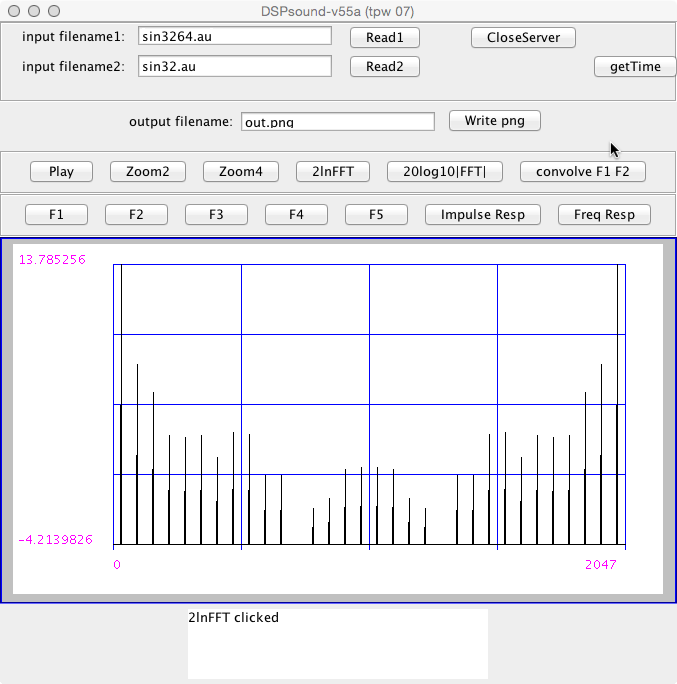 DSPsound-v55a (tpw 07)
input filename1: sin3264.au Read1 CloseServer
input filename2: sin32.au Read2 getTime
output filename: out.png Write png
Play Zoom2 Zoom4 2lnFFT 20log10|FFT| convolve F1 F2
F1 F2 F3 F4 F5 Impulse Resp Freq Resp
13.785256
-4.2139826
0 2047
2lnFFT clicked